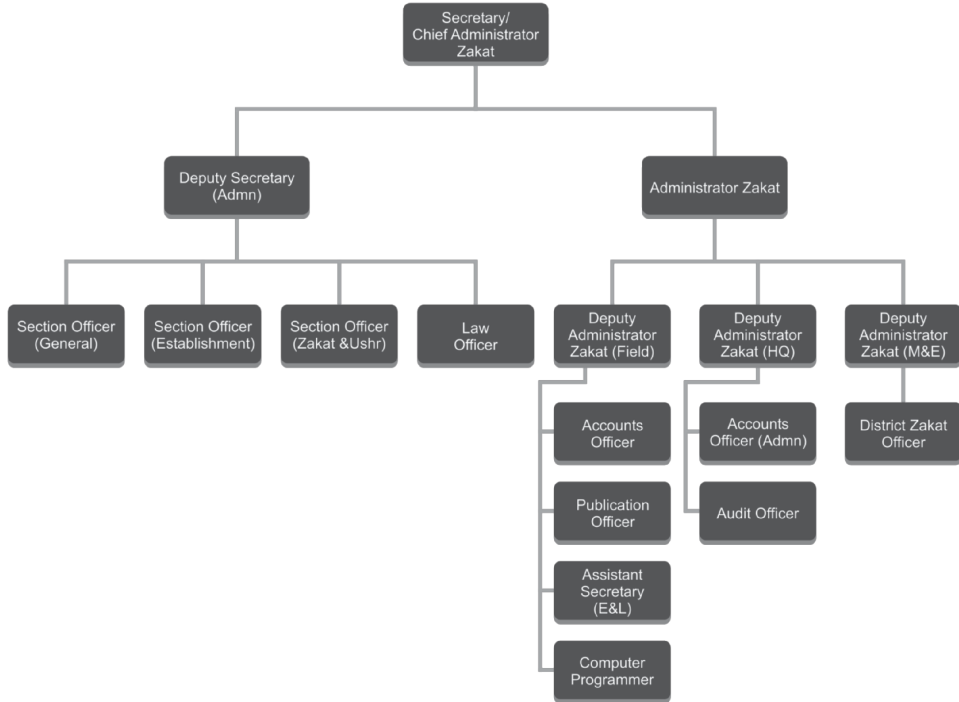 Secretary/
Chief Administrator
Zakat
Deputy Secretary
(Admn)
Administrator Zakat
Section Officer
(General)
Section Officer
(Establishment)
Section Officer
(Zakat &Ushr)
Law
Officer
Deputy
Administrator
Zakat (Field)
Deputy
Administrator
Zakat (HQ)
Deputy
Administrator
Zakat (M&E)
Accounts
Officer
Accounts
Officer (Admn)
District Zakat
Officer
Publication
Officer
Audit Officer
Assistant
Secretary
(E&L)
Computer
Programmer